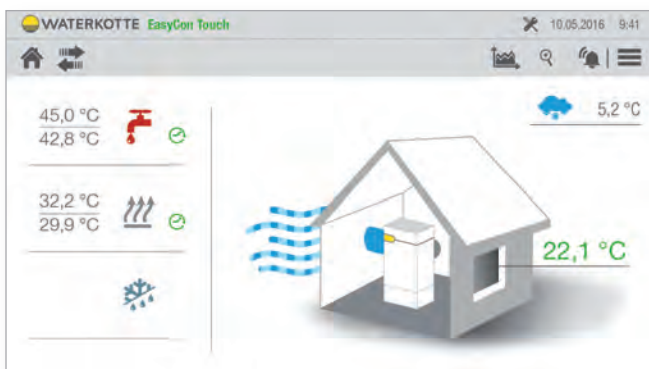 WATERKOTTE EasyCon Touch
10.05.2016 9:41
45,0 °C
42,8 °C
5,2 °C
32,2 °C
29,9 °C
22,1 °C